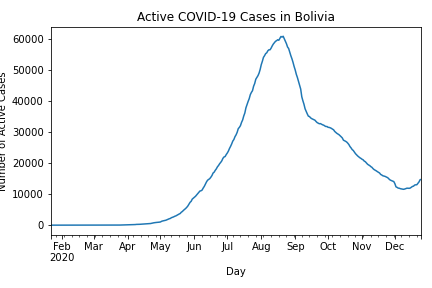 Active COVID-19 Cases in Bolivia
Number of Active Cases
60000
50000
40000
30000
20000
10000
0
Feb Mar Apr May Jun Jul Aug Sep Oct Nov Dec
2020
Day